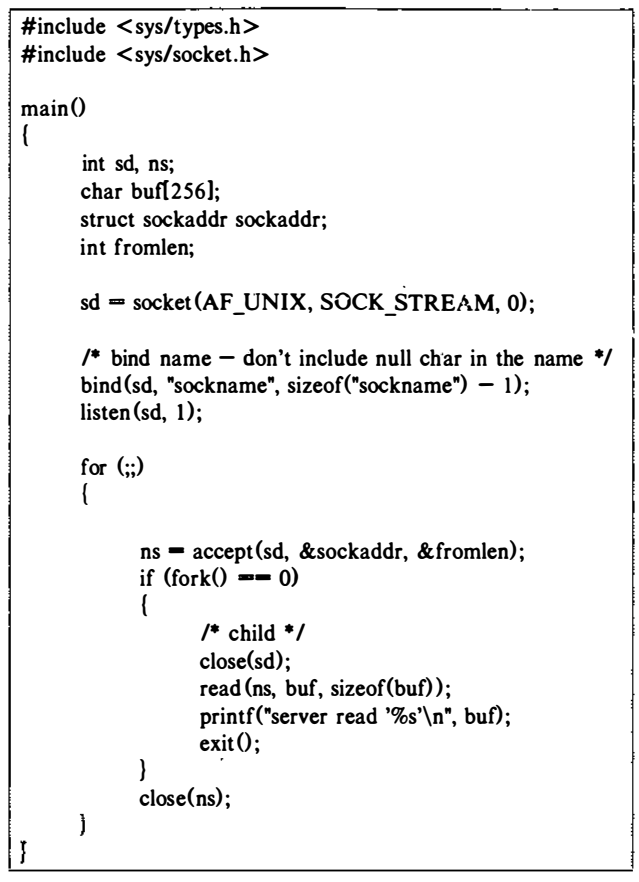 #include <sys/types.h>
#include <sys/socket.h>
main()
{
int sd, ns;
char buf[256];
struct sockaddr sockaddr;
int fromlen;
sd = socket(AF_UNIX, SOCK_STREAM, 0);
/* bind name — don't include null char in the name */
bind(sd, "sockname", sizeof("sockname") — 1);
listen(sd, 1);
for (;;)
{
ns = accept(sd, &sockaddr, &fromlen);
if (fork() == 0)
{
/* child */
close(sd);
read(ns, buf, sizeof(buf));
printf("server read '%s'\n", buf);
exit();
}
close(ns);
}
}